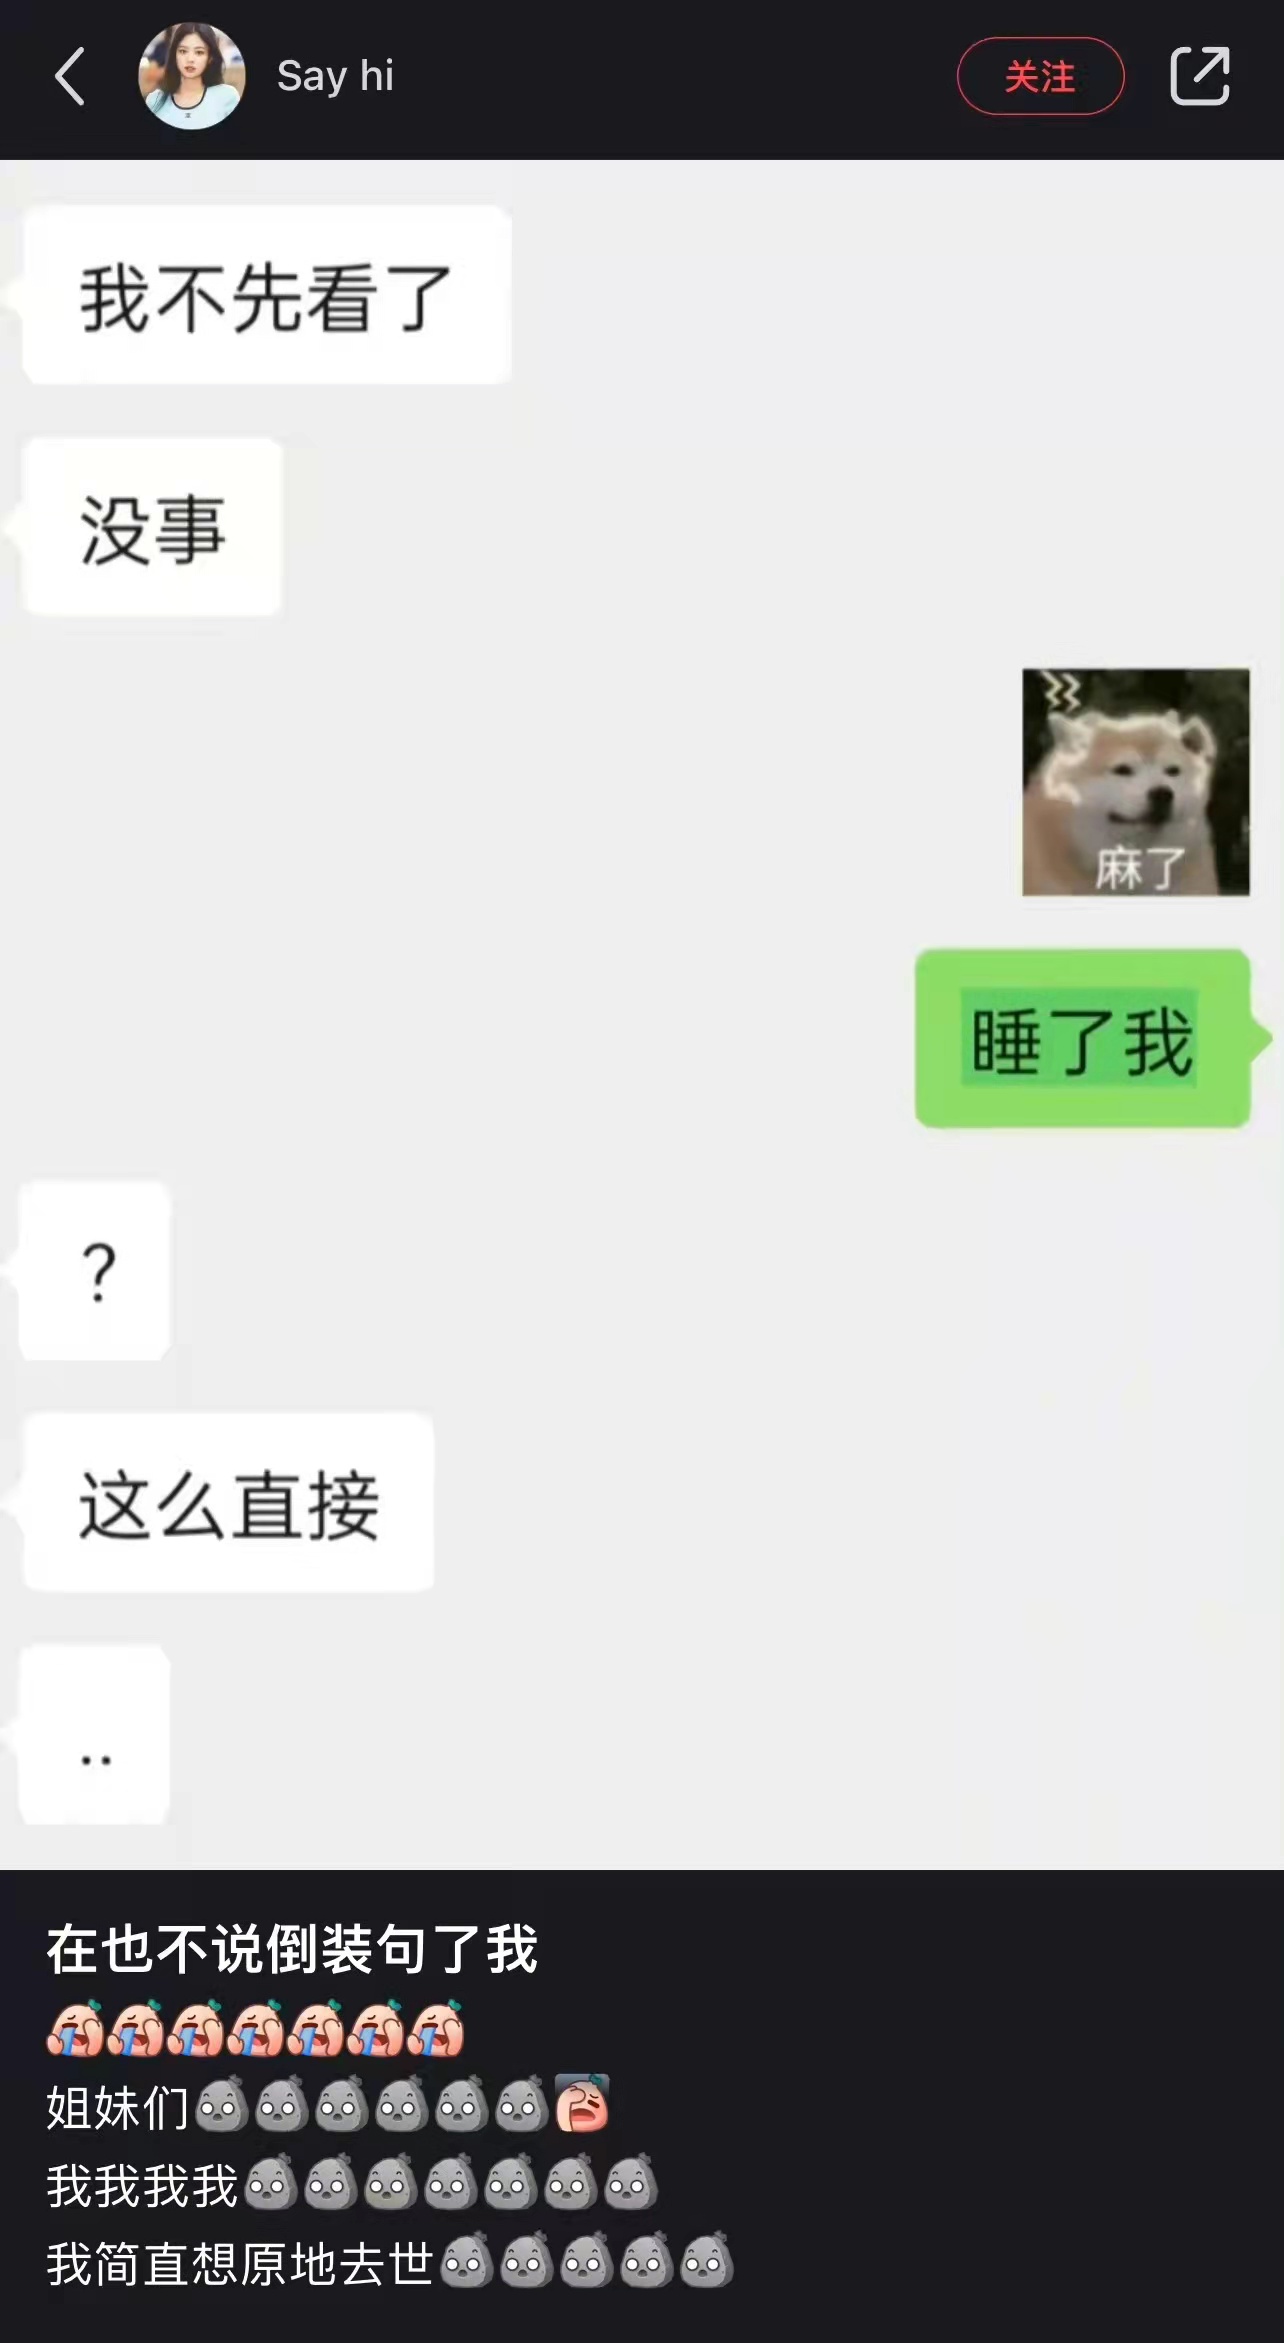 Say hi
关注
我不先看了
没事
麻了
睡了我
?
这么直接
..
在也不说倒装句了我
姐妹们
我我我我
我简直想原地去世